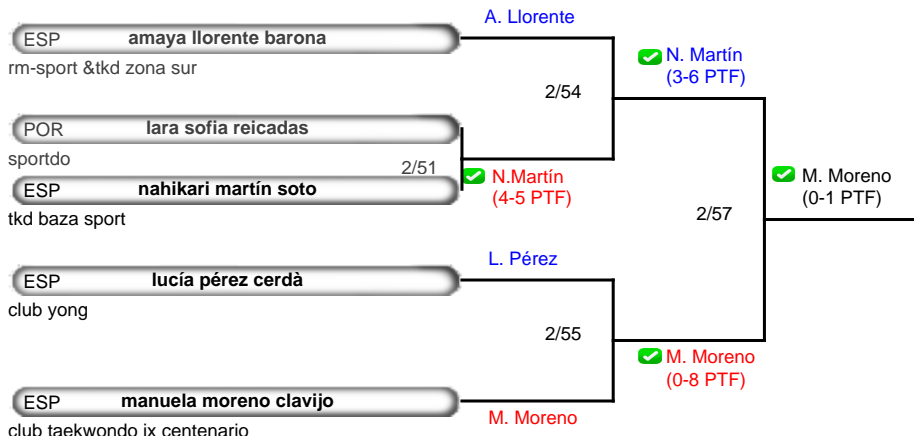 A. Llorente
ESP amaya llorente barona
rm-sport &tkd zona sur
N. Martín
(3-6 PTF)
2/54
POR lara sofia reicadas
sportdo
2/51
ESP nahikari martín soto
tkd baza sport
N.Martín
(4-5 PTF)
M. Moreno
(0-1 PTF)
2/57
L. Pérez
ESP lucía pérez cerdà
club yong
2/55
M. Moreno
(0-8 PTF)
ESP manuela moreno clavijo
club taekwondo ix centenario
M. Moreno